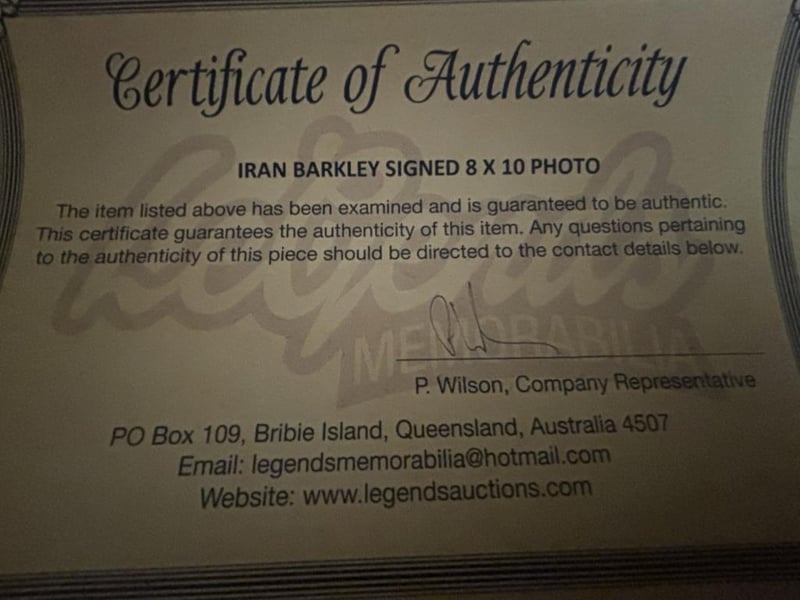 Certificate of Authenticity
IRAN BARKLEY SIGNED 8 X 10 PHOTO
The item listed above has been examined and is guaranteed to be authentic.
This certificate guarantees the authenticity of this item. Any questions pertaining
to the authenticity of this piece should be directed to the contact details below.
Legends
MEMORABILIA
P. Wilson, Company Representative
PO Box 109, Bribie Island, Queensland, Australia 4507
Email: legendsmemorabilia@hotmail.com
Website: www.legendsauctions.com